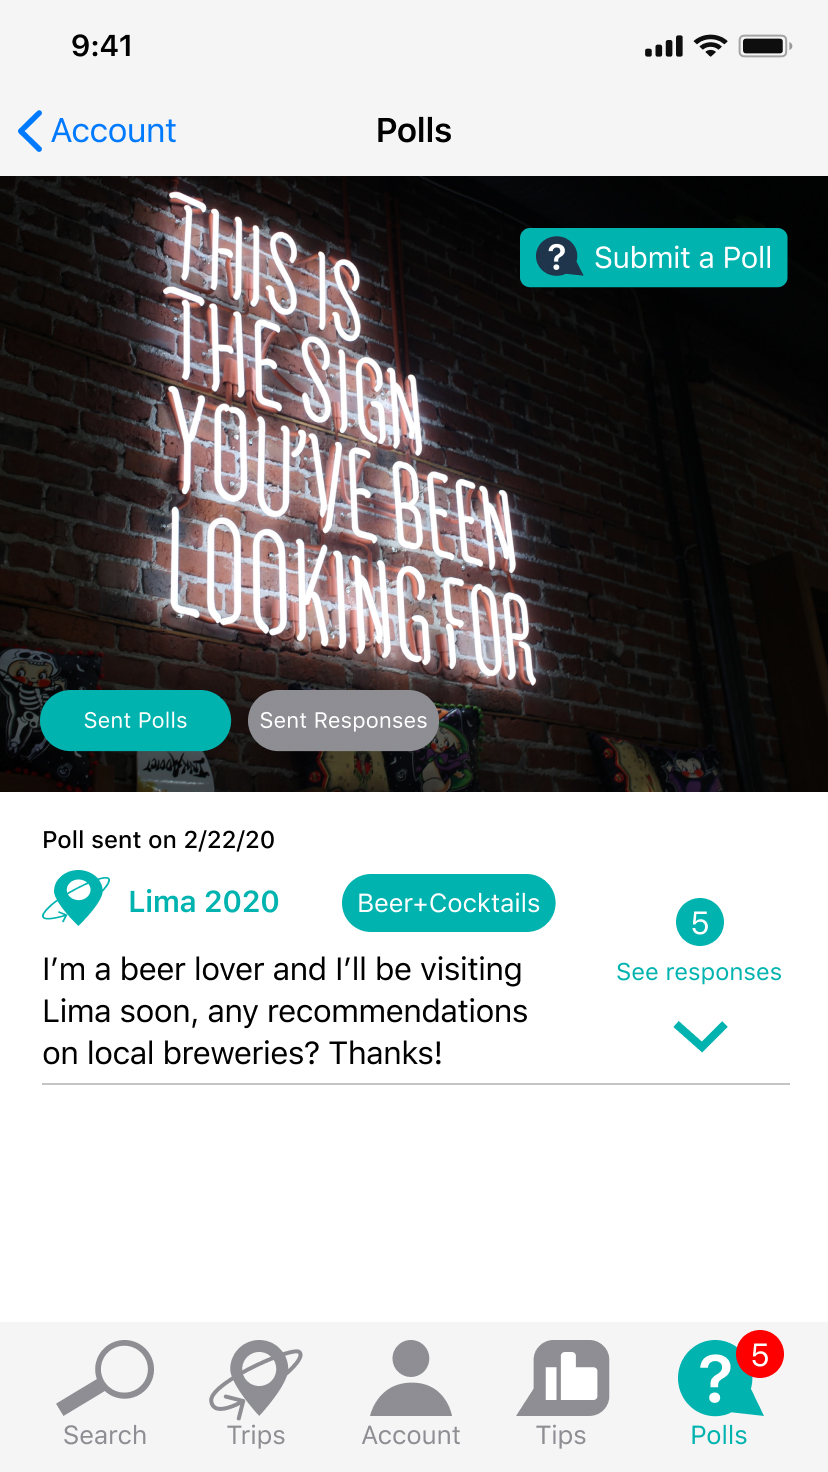 9:41
Account
Polls
THIS IS
THE SIGN
YOU'VE BEEN
LOOKING FOR
? Submit a Poll
Sent Polls
Sent Responses
Poll sent on 2/22/20
Lima 2020
Beer+Cocktails
5
See responses
I’m a beer lover and I’ll be visiting
Lima soon, any recommendations
on local breweries? Thanks!
Search
Trips
Account
Tips
?
5
Polls